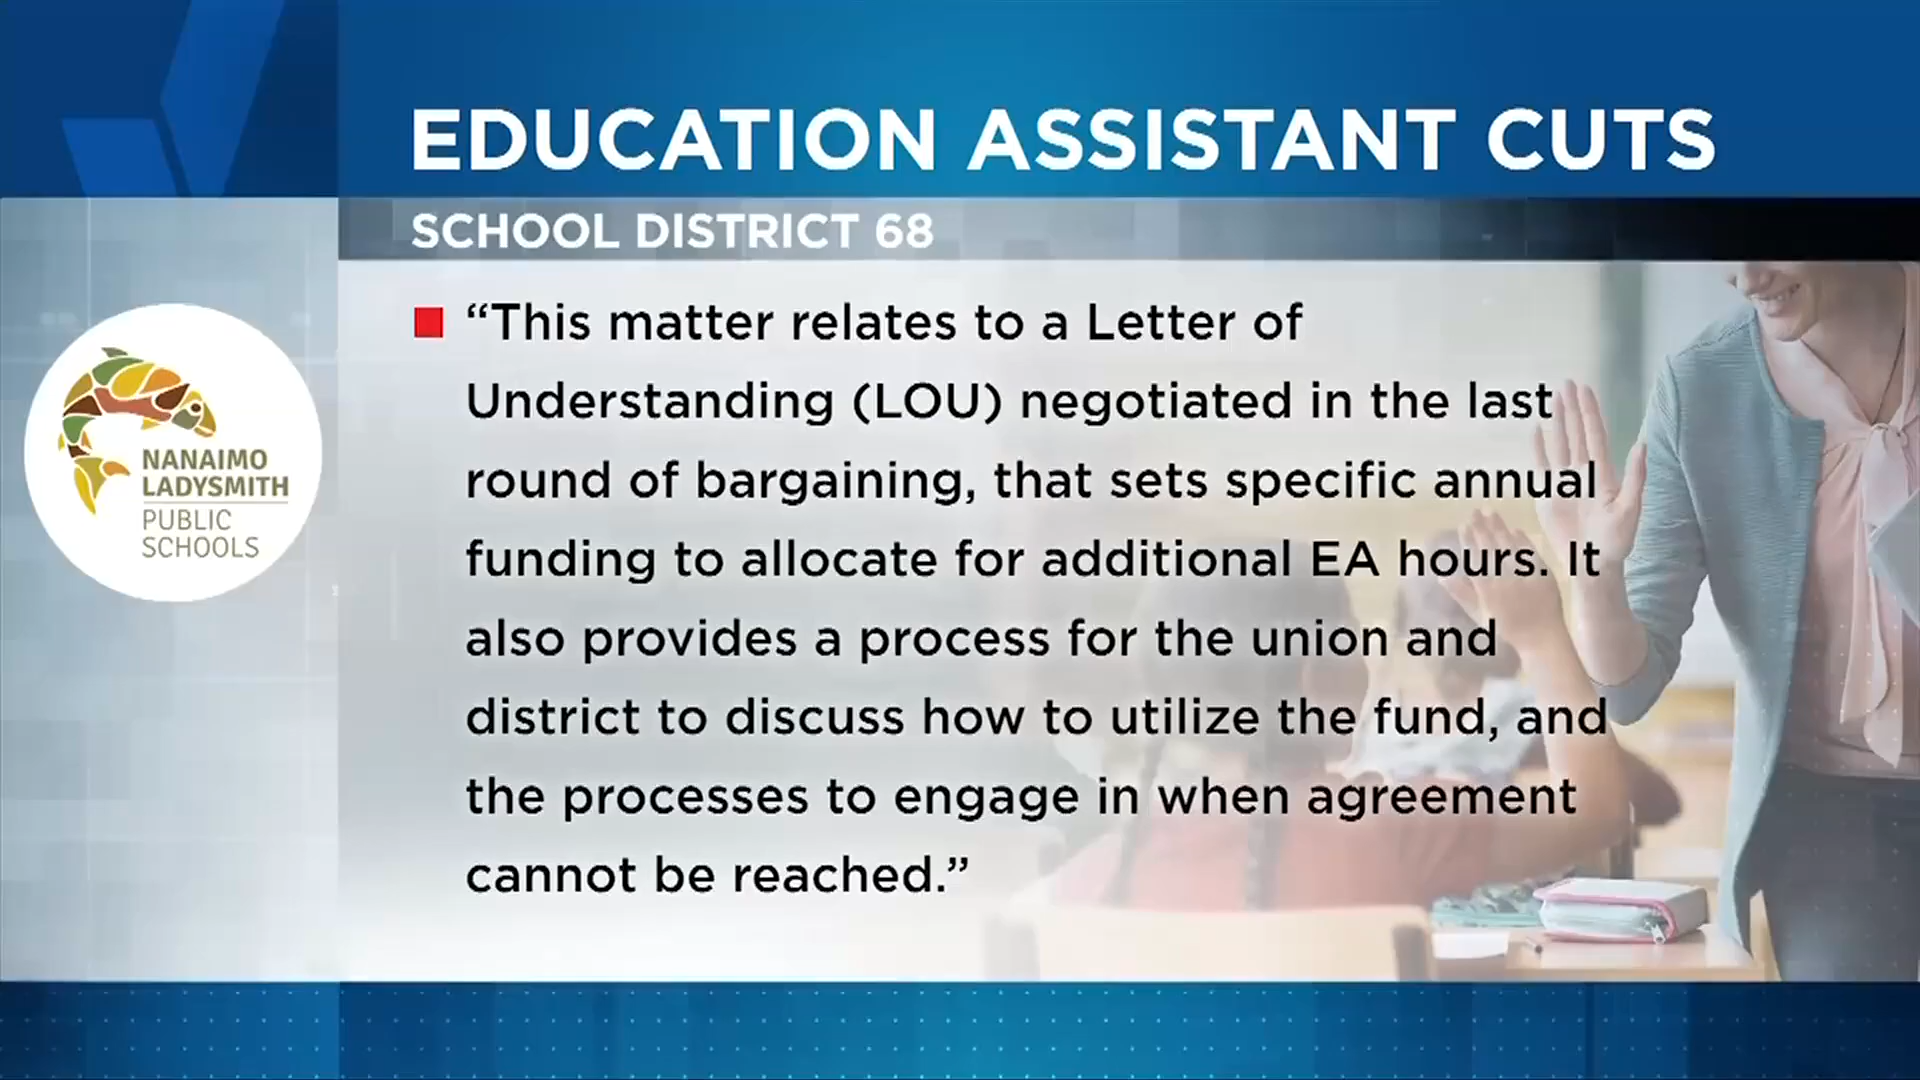 EDUCATION ASSISTANT CUTS
SCHOOL DISTRICT 68
NANAIMO
LADYSMITH
PUBLIC
SCHOOLS
“This matter relates to a Letter of
Understanding (LOU) negotiated in the last
round of bargaining, that sets specific annual
funding to allocate for additional EA hours. It
also provides a process for the union and
district to discuss how to utilize the fund, and
the processes to engage in when agreement
cannot be reached.”